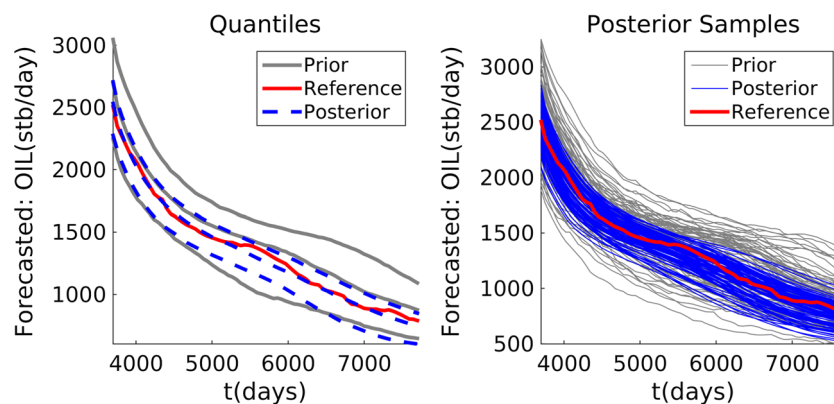 Quantiles
Forecasted: OIL(stb/day)
3000
2500
2000
1500
1000
Prior
Reference
Posterior
4000
5000
6000
7000
t(days)
Posterior Samples
Forecasted: OIL(stb/day)
3000
2500
2000
1500
1000
500
Prior
Posterior
Reference
4000
5000
6000
7000
t(days)